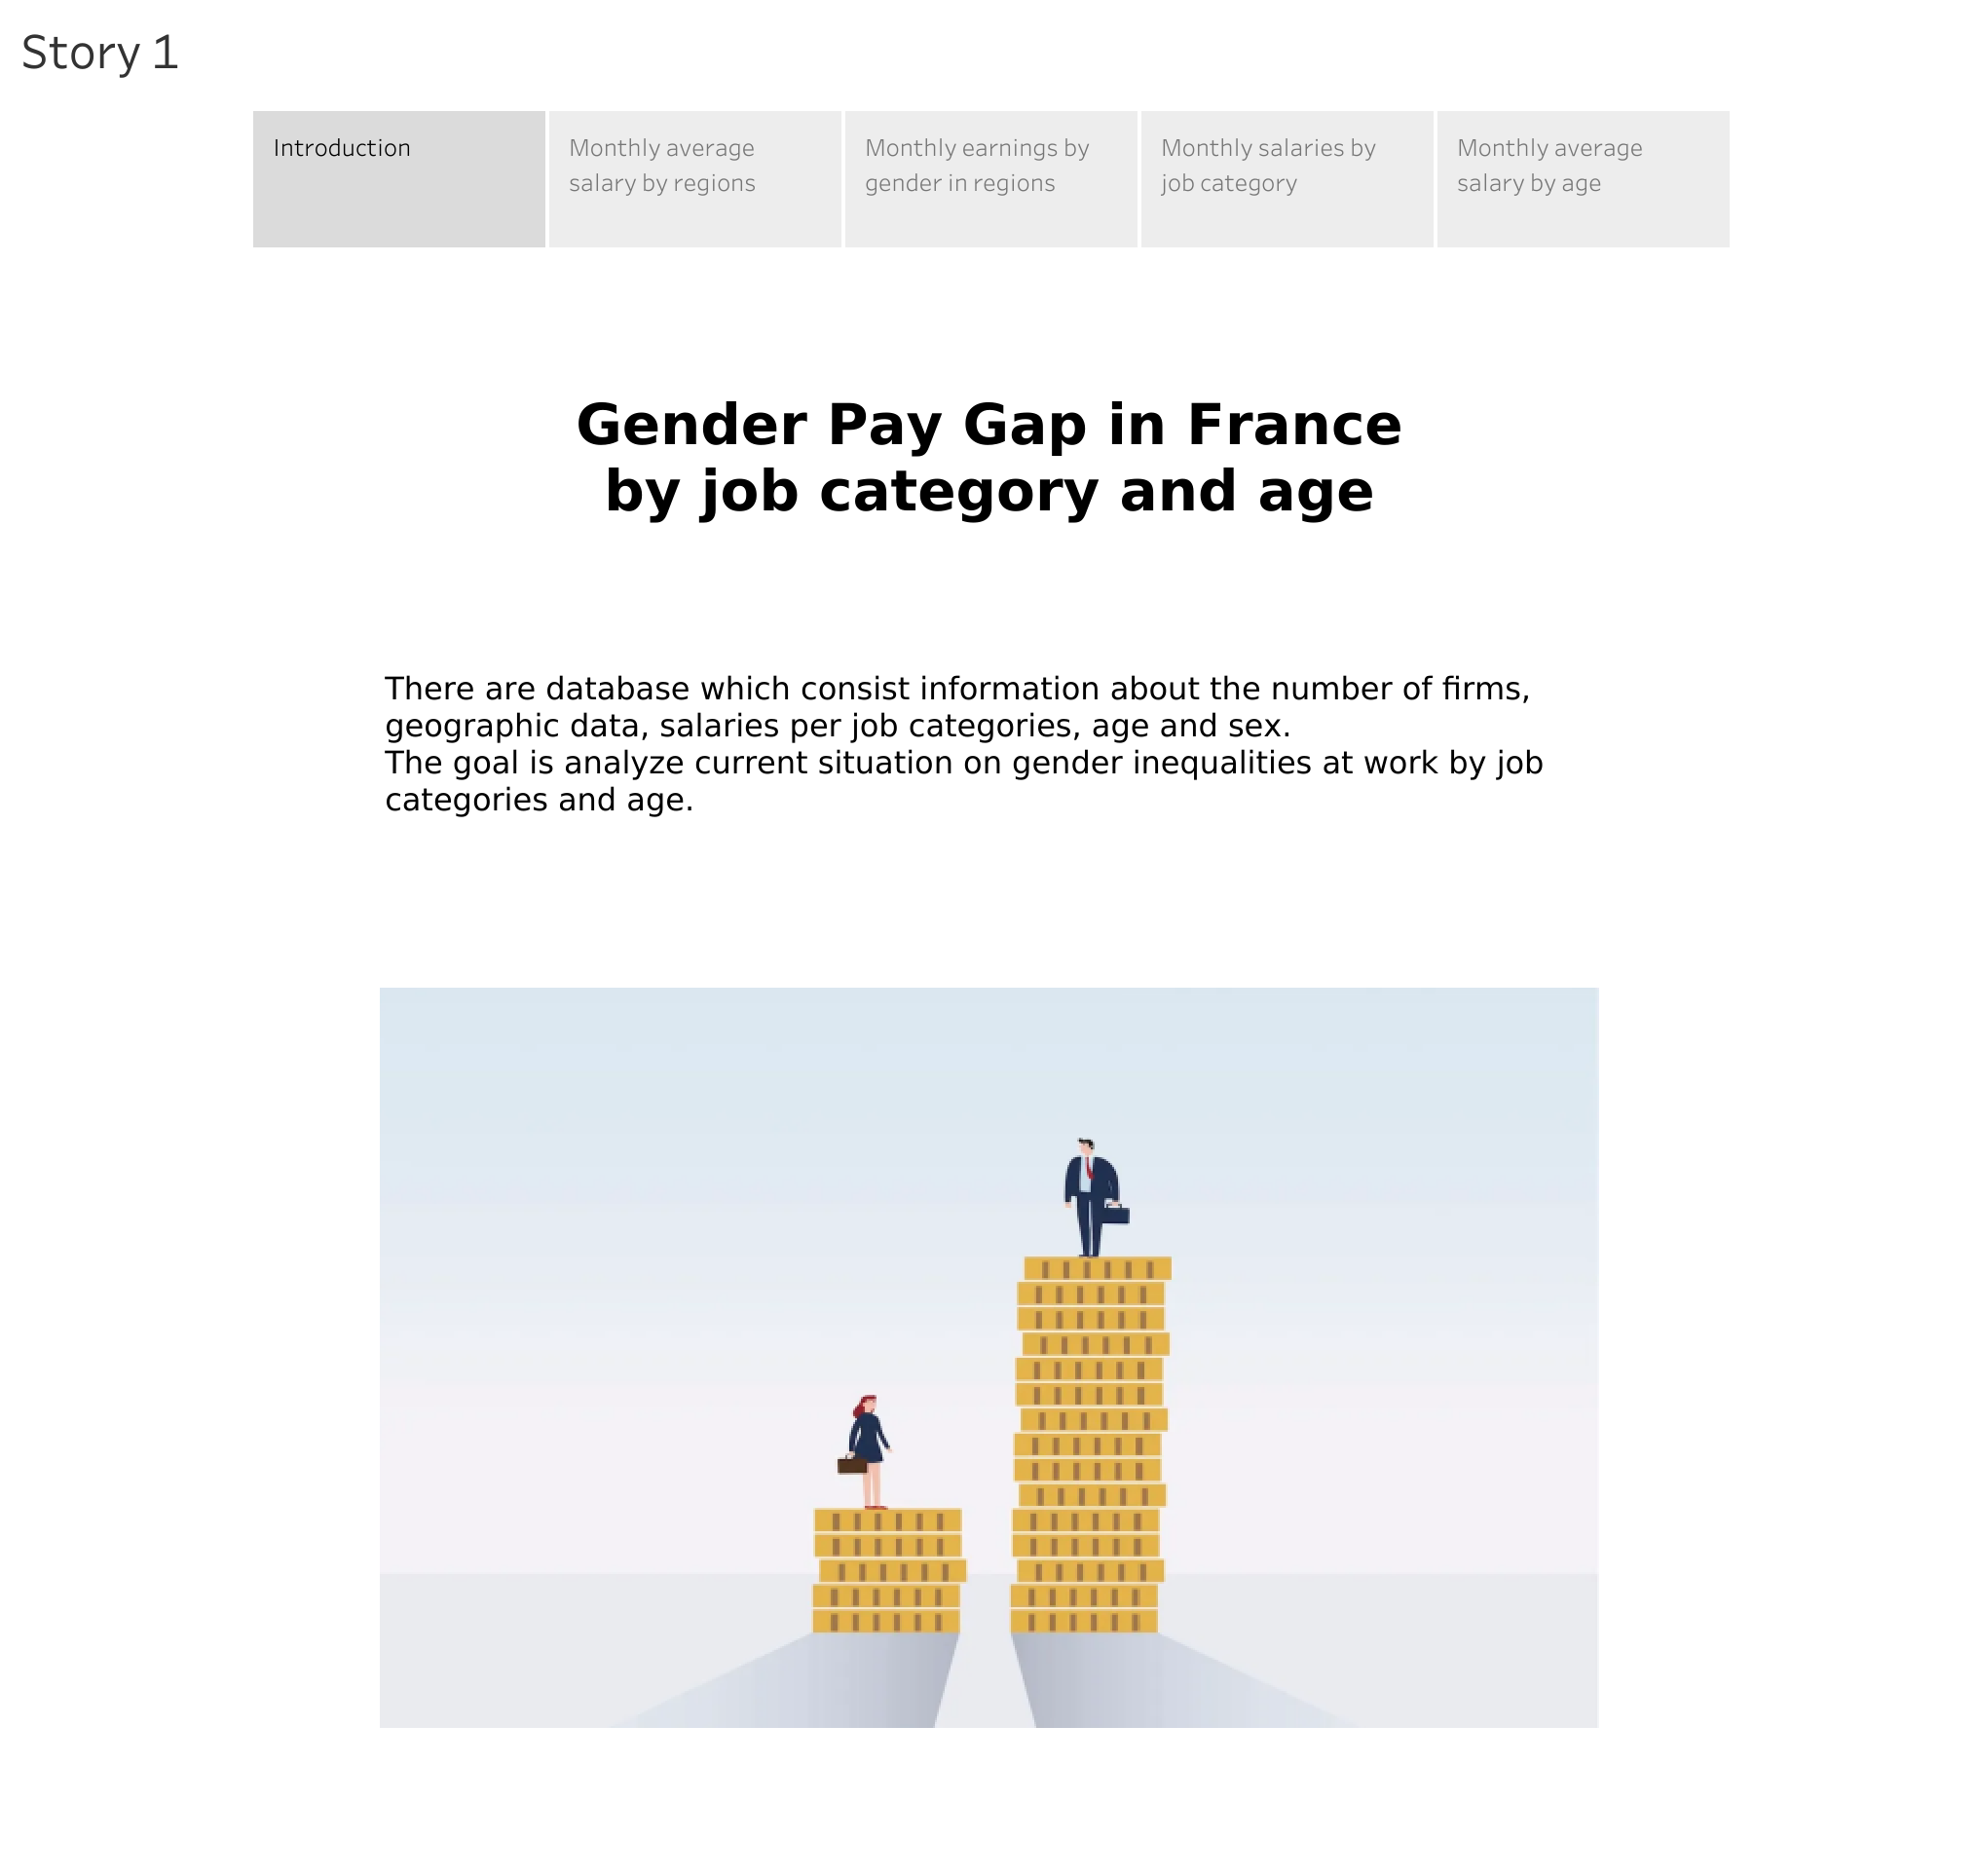 Story 1
Introduction
Monthly average
salary by regions
Monthly earnings by
gender in regions
Monthly salaries by
job category
Monthly average
salary by age
Gender Pay Gap in France
by job category and age
There are database which consist information about the number of firms,
geographic data, salaries per job categories, age and sex.
The goal is analyze current situation on gender inequalities at work by job
categories and age.